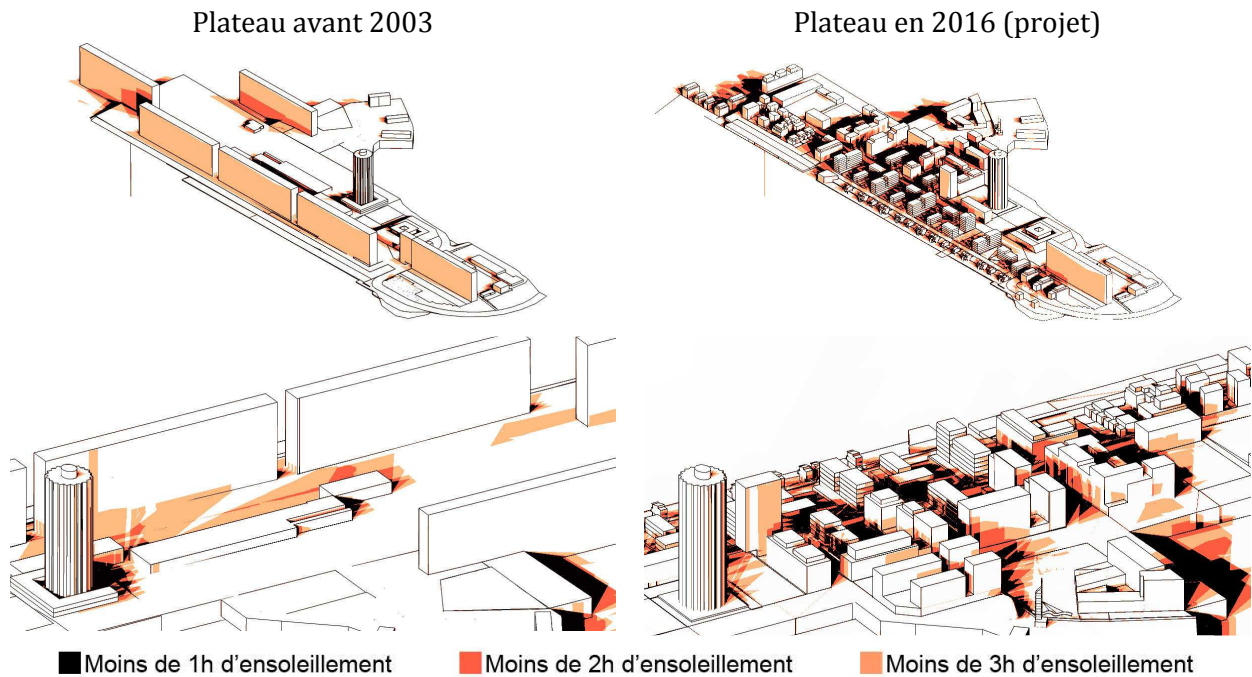 Plateau avant 2003
Plateau en 2016 (projet)
Moins de 1h d'ensoleillement
Moins de 2h d'ensoleillement
Moins de 3h d'ensoleillement